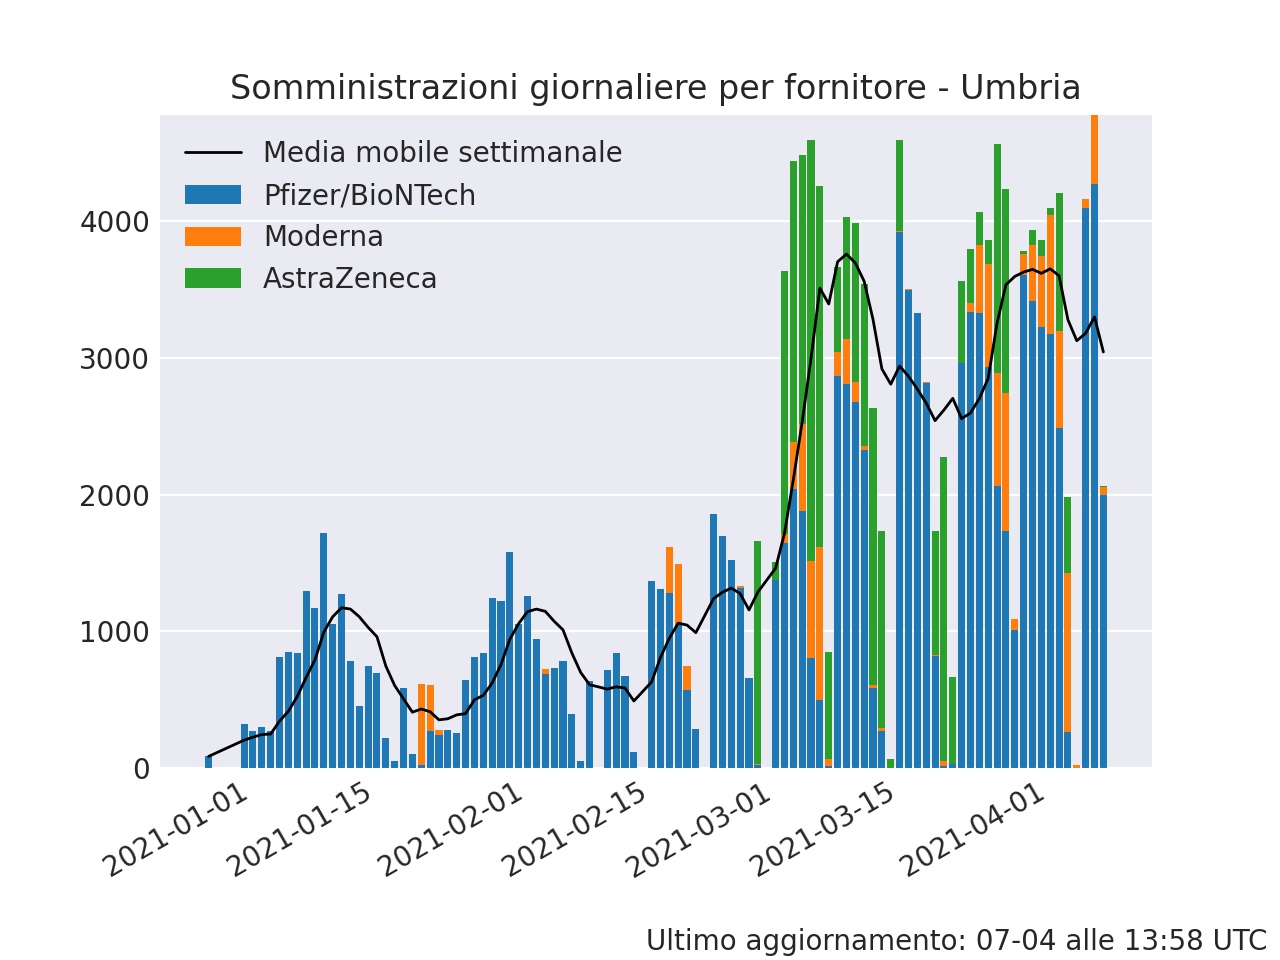 Somministrazioni giornaliere per fornitore - Umbria
Media mobile settimanale
Pfizer/BioNTech
Moderna
AstraZeneca
4000
3000
2000
1000
0
2021-01-01
2021-01-15
2021-02-01
2021-02-15
2021-03-01
2021-03-15
2021-04-01
Ultimo aggiornamento: 07-04 alle 13:58 UTC